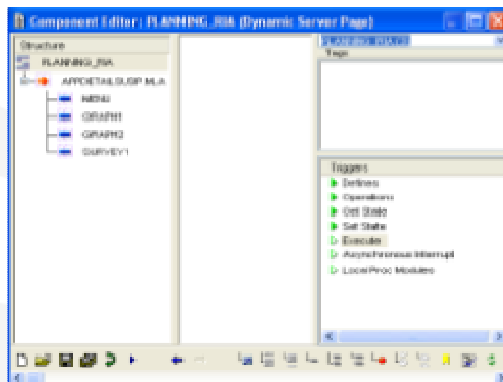 Component Editor: PLANNING_RIA (Dynamic Server Page)
Structure
PLANNING_RIA
MENU
GRAPH1
GRAPH2
SURVEY1
Tags
Triggers
Defines
Operations
Get State
Set State
Execute
Asynchronous Interrupt
Local Proc Modules